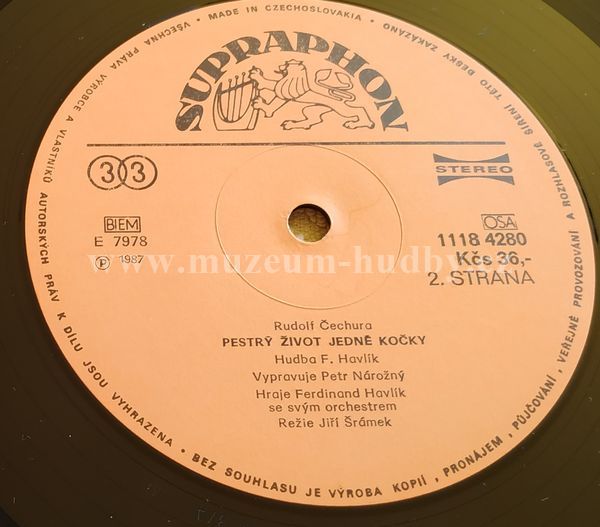 VŠECHNA PRÁVA VÝROBCE A VLASTNÍKŮ AUTORSKÝCH PRÁV K DÍLU JSOU VYHRAZENA • BEZ SOUHLASU JE VÝROBA KOPIÍ, PRONÁJEM, PŮJČOVÁNÍ, VEŘEJNÉ PROVOZOVÁNÍ A ROZHLASOVÉ ŠÍŘENÍ TÉTO DESKY ZAKÁZÁNO • MADE IN CZECHOSLOVAKIA •
SUPRAPHON
33
STEREO
BIEM
E 7978
℗ 1987
OSA
1118 4280
Kčs 36,-
2. STRANA
www.muzeum-hudby.cz
Rudolf Čechura
PESTRÝ ŽIVOT JEDNÉ KOČKY
Hudba F. Havlík
Vypravuje Petr Nárožný
Hraje Ferdinand Havlík
se svým orchestrem
Režie Jiří Šrámek